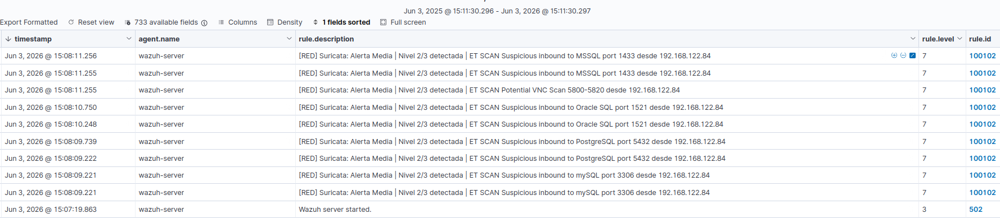 Jun 3, 2025 @ 15:11:30.296 - Jun 3, 2026 @ 15:11:30.297
Export Formatted Reset view 733 available fields Columns Density 1 fields sorted Full screen
timestamp agent.name rule.description rule.level rule.id
Jun 3, 2026 @ 15:08:11.256 wazuh-server [RED] Suricata: Alerta Media | Nivel 2/3 detectada | ET SCAN Suspicious inbound to MSSQL port 1433 desde 192.168.122.84 7 100102
Jun 3, 2026 @ 15:08:11.255 wazuh-server [RED] Suricata: Alerta Media | Nivel 2/3 detectada | ET SCAN Suspicious inbound to MSSQL port 1433 desde 192.168.122.84 7 100102
Jun 3, 2026 @ 15:08:11.255 wazuh-server [RED] Suricata: Alerta Media | Nivel 2/3 detectada | ET SCAN Potential VNC Scan 5800-5820 desde 192.168.122.84 7 100102
Jun 3, 2026 @ 15:08:10.750 wazuh-server [RED] Suricata: Alerta Media | Nivel 2/3 detectada | ET SCAN Suspicious inbound to Oracle SQL port 1521 desde 192.168.122.84 7 100102
Jun 3, 2026 @ 15:08:10.248 wazuh-server [RED] Suricata: Alerta Media | Nivel 2/3 detectada | ET SCAN Suspicious inbound to Oracle SQL port 1521 desde 192.168.122.84 7 100102
Jun 3, 2026 @ 15:08:09.739 wazuh-server [RED] Suricata: Alerta Media | Nivel 2/3 detectada | ET SCAN Suspicious inbound to PostgreSQL port 5432 desde 192.168.122.84 7 100102
Jun 3, 2026 @ 15:08:09.222 wazuh-server [RED] Suricata: Alerta Media | Nivel 2/3 detectada | ET SCAN Suspicious inbound to PostgreSQL port 5432 desde 192.168.122.84 7 100102
Jun 3, 2026 @ 15:08:09.221 wazuh-server [RED] Suricata: Alerta Media | Nivel 2/3 detectada | ET SCAN Suspicious inbound to mySQL port 3306 desde 192.168.122.84 7 100102
Jun 3, 2026 @ 15:08:09.221 wazuh-server [RED] Suricata: Alerta Media | Nivel 2/3 detectada | ET SCAN Suspicious inbound to mySQL port 3306 desde 192.168.122.84 7 100102
Jun 3, 2026 @ 15:07:19.863 wazuh-server Wazuh server started. 3 502